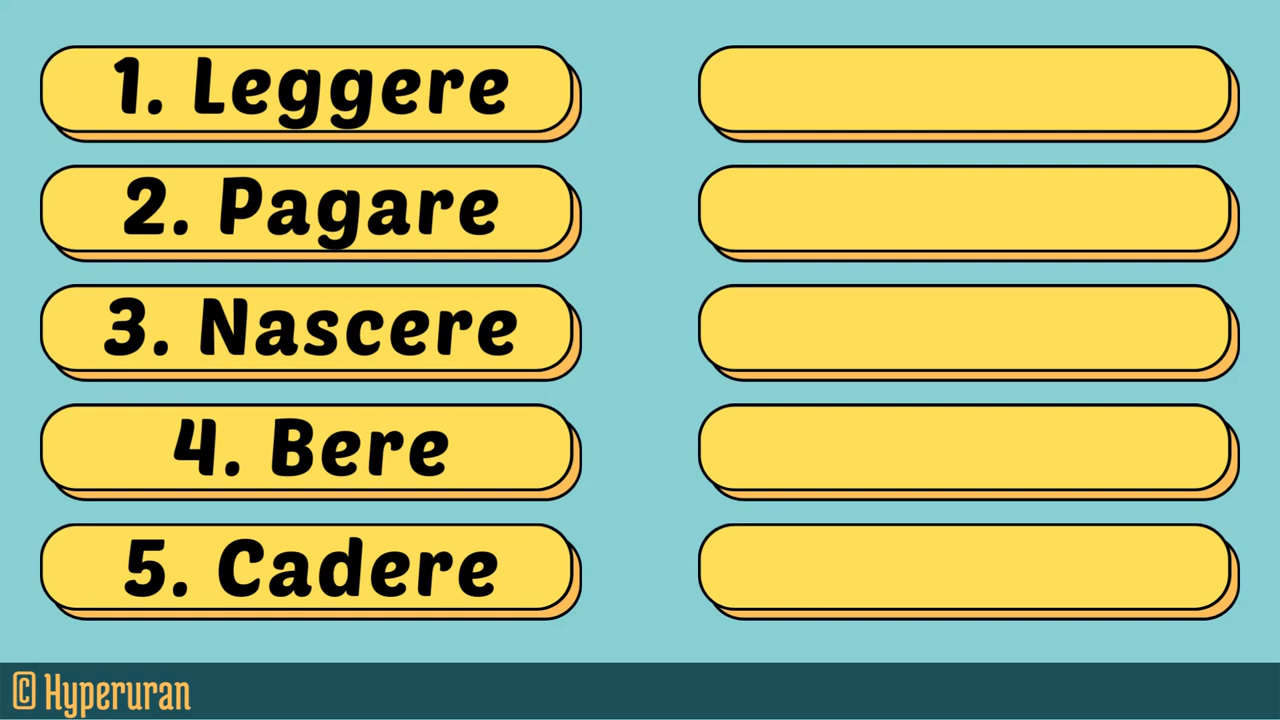 1. Leggere
2. Pagare
3. Nascere
4. Bere
5. Cadere
© Hyperuran